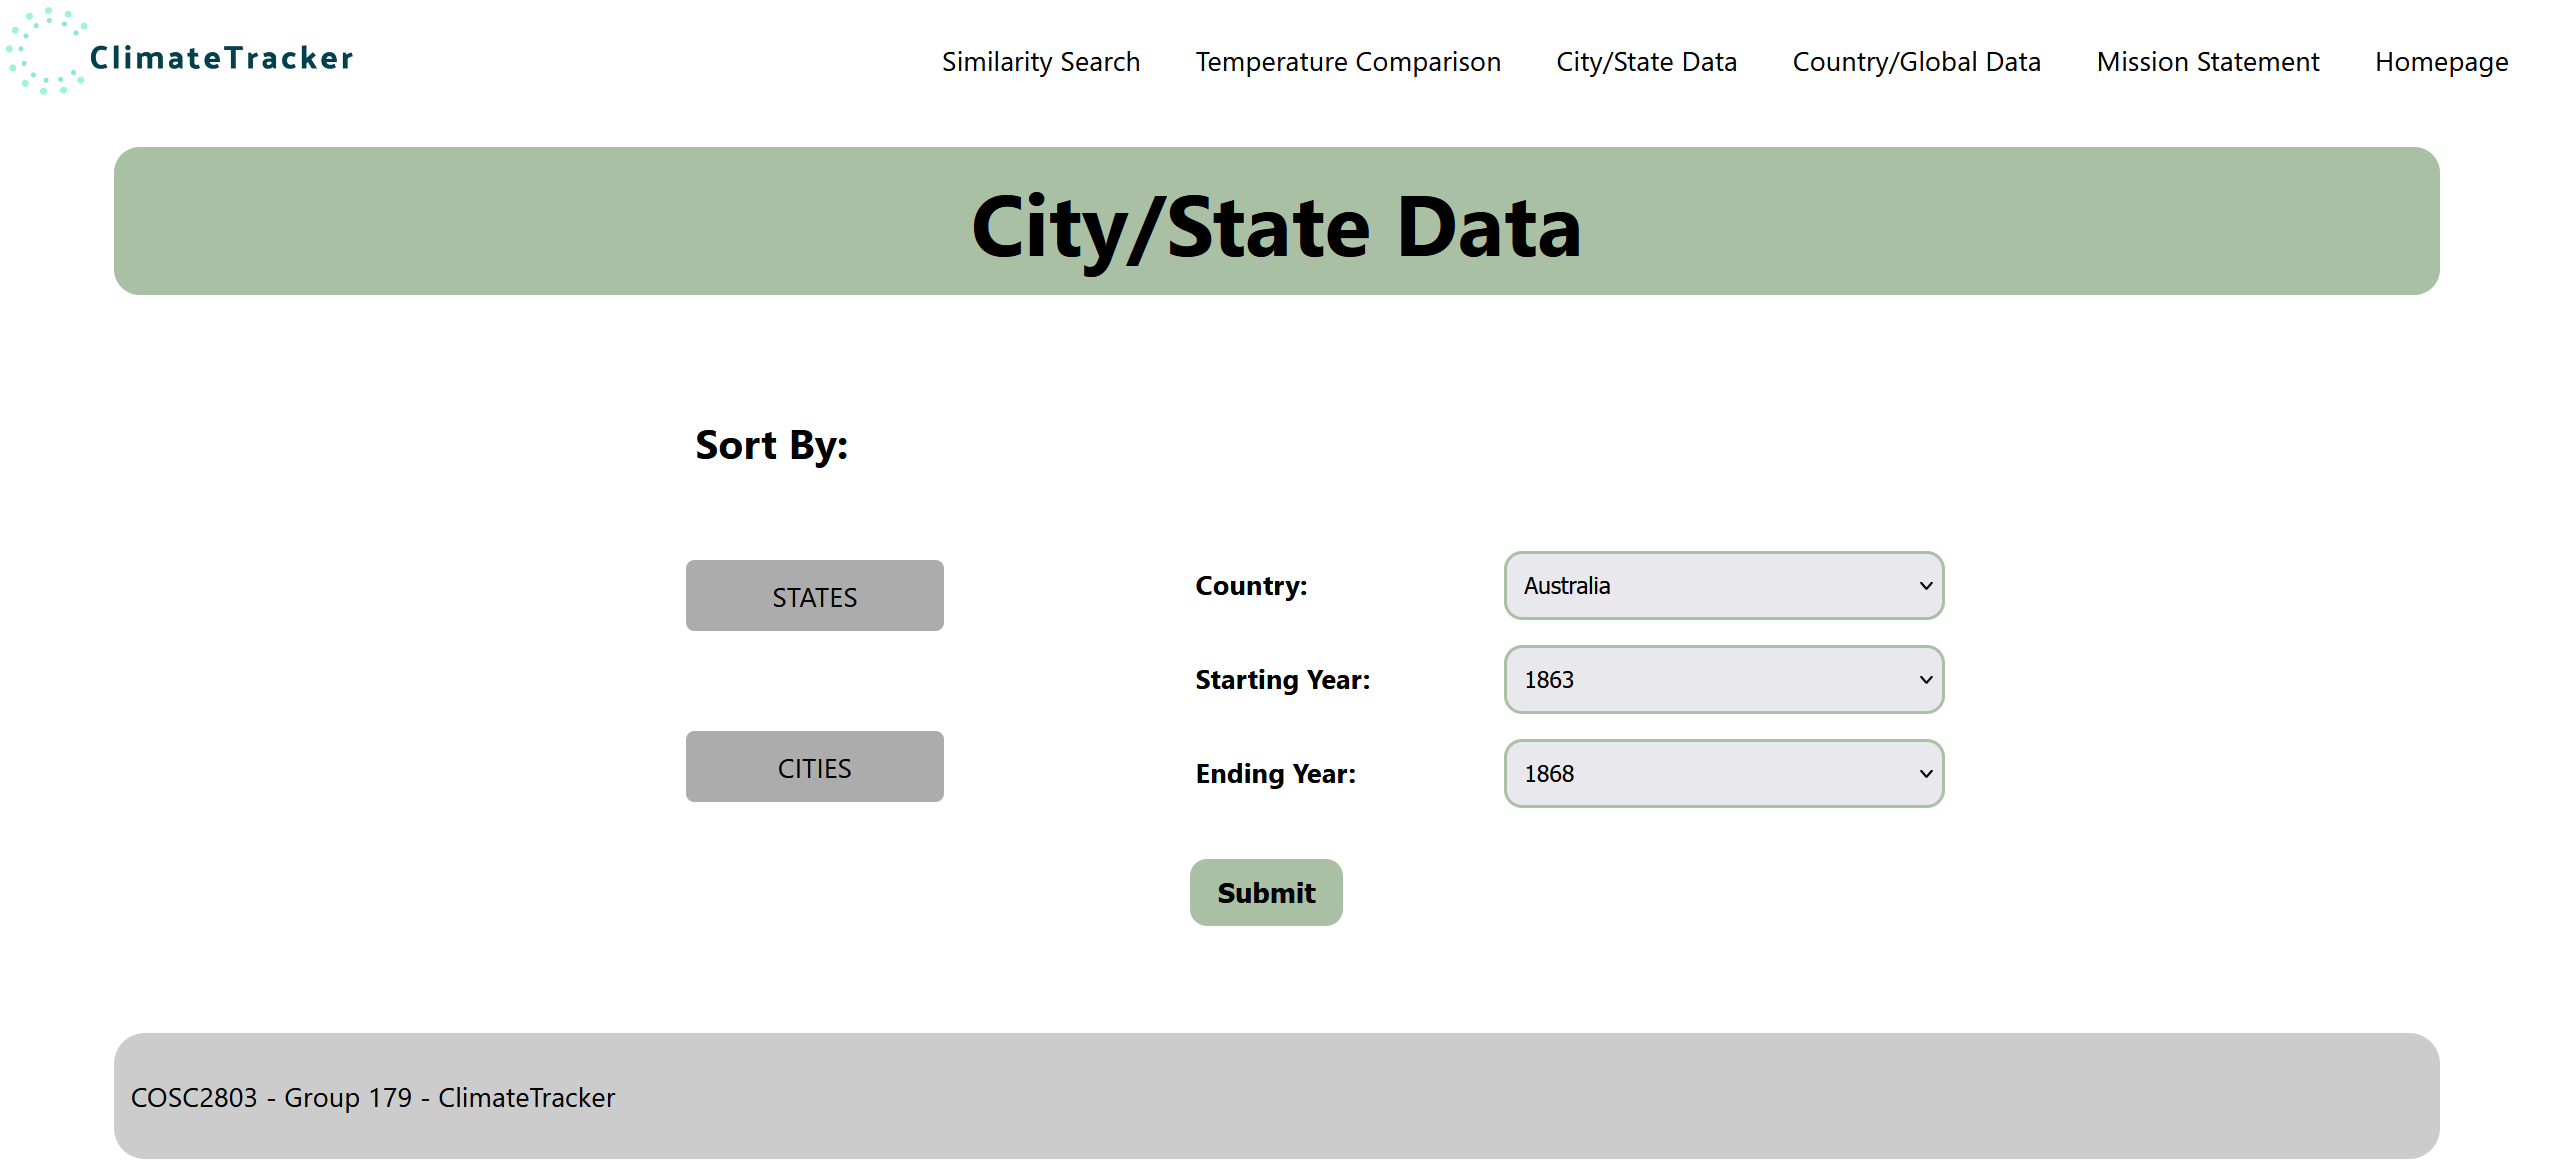 ClimateTracker
Similarity Search
Temperature Comparison
City/State Data
Country/Global Data
Mission Statement
Homepage
City/State Data
Sort By:
STATES
CITIES
Country:
Australia
Starting Year:
1863
Ending Year:
1868
Submit
COSC2803 - Group 179 - ClimateTracker